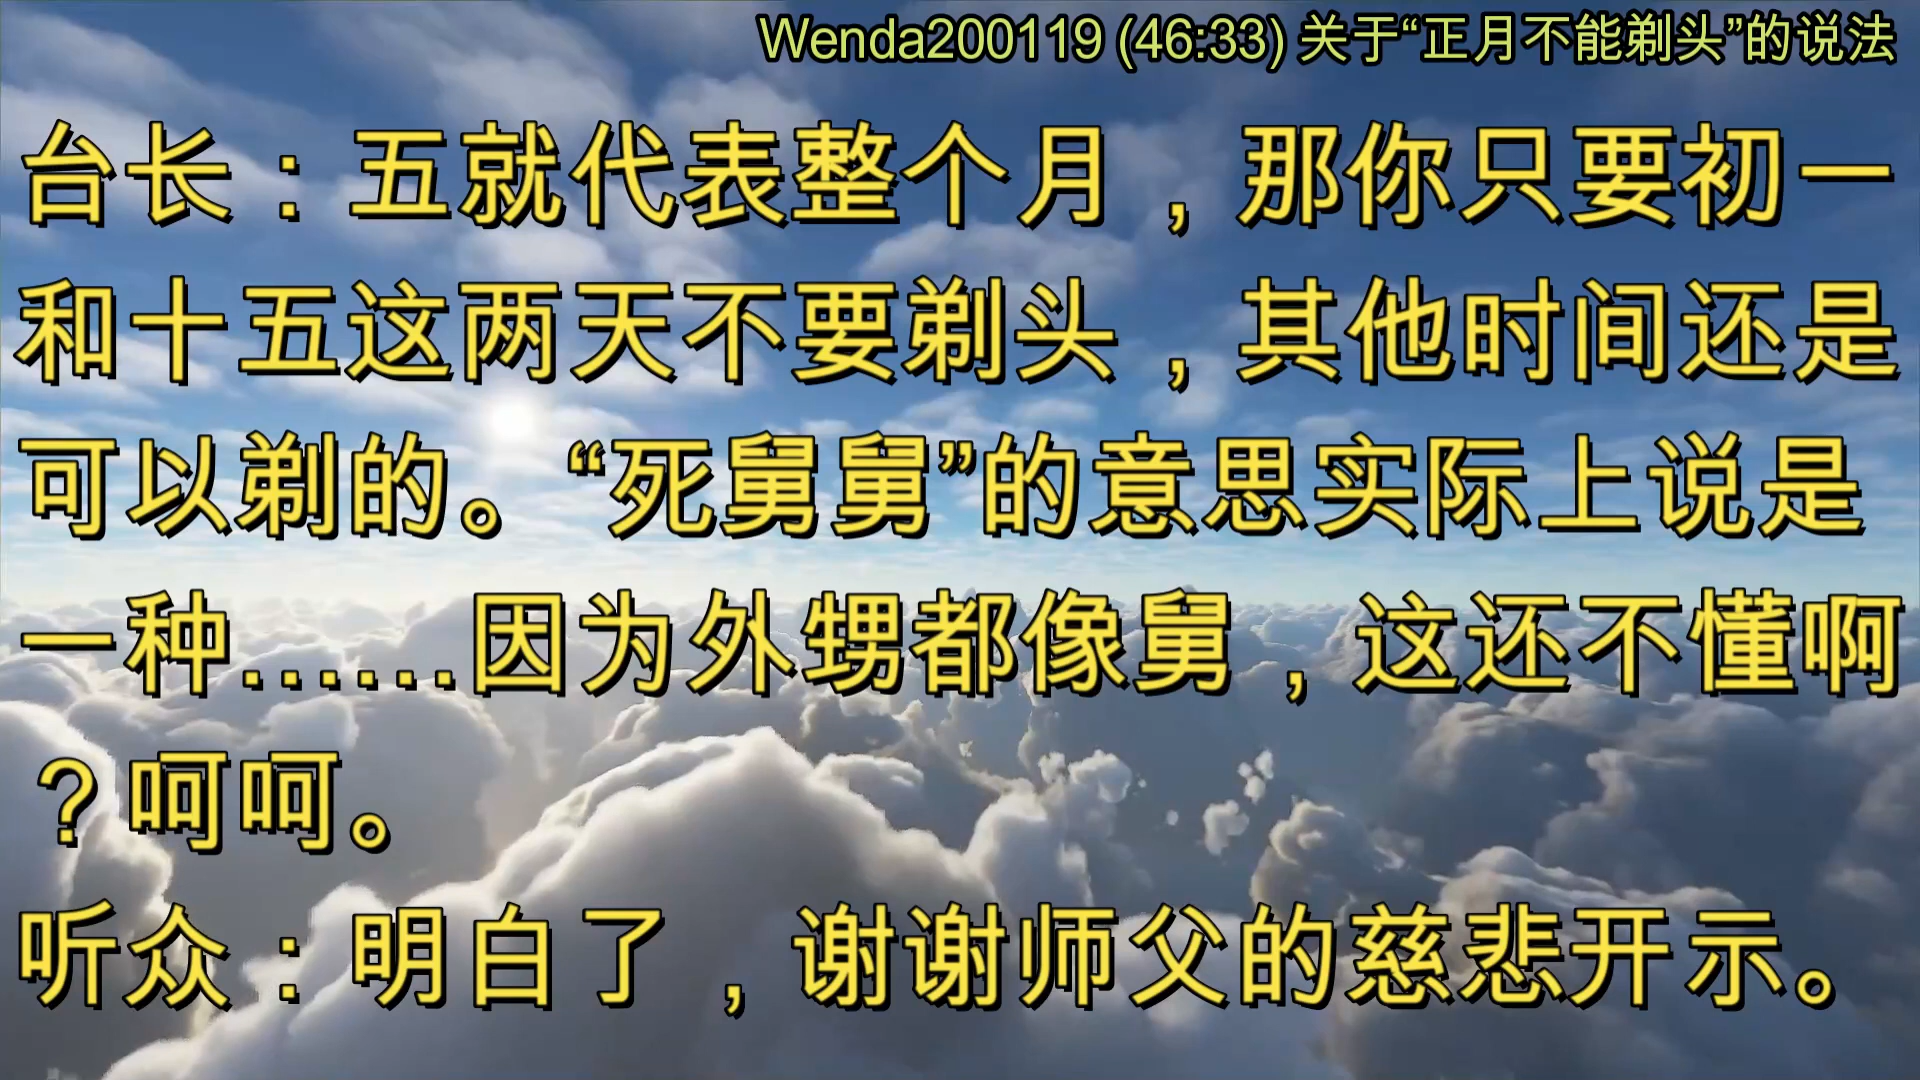 Wenda200119 (46:33) 关于“正月不能剃头”的说法
台长：五就代表整个月，那你只要初一
和十五这两天不要剃头，其他时间还是
可以剃的。“死舅舅”的意思实际上说是
一种……因为外甥都像舅，这还不懂啊
？呵呵。
听众：明白了，谢谢师父的慈悲开示。